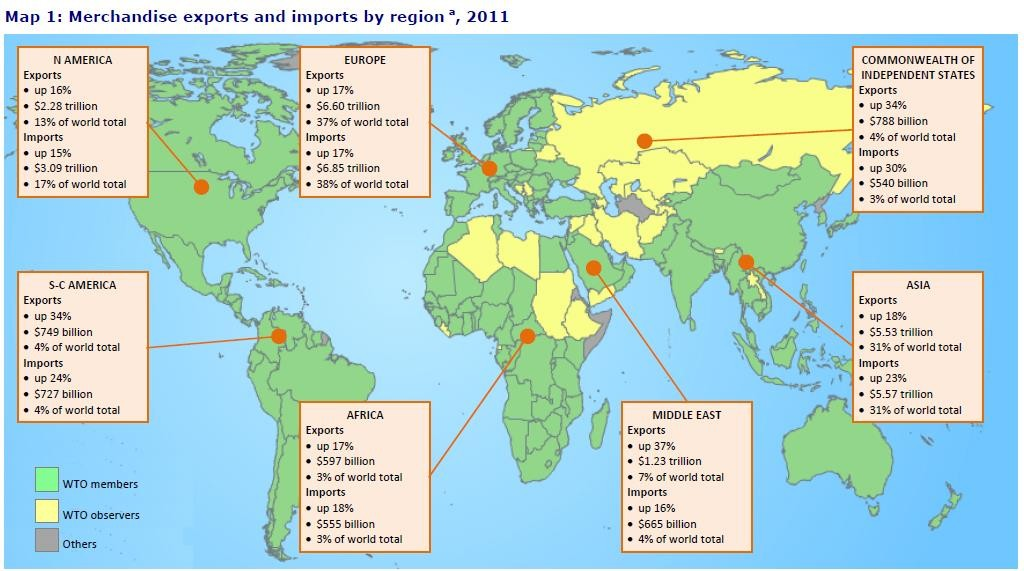 Map 1: Merchandise exports and imports by region ª, 2011
N AMERICA
Exports
• up 16%
• $2.28 trillion
• 13% of world total
Imports
• up 15%
• $3.09 trillion
• 17% of world total
EUROPE
Exports
• up 17%
• $6.60 trillion
• 37% of world total
Imports
• up 17%
• $6.85 trillion
• 38% of world total
COMMONWEALTH OF
INDEPENDENT STATES
Exports
• up 34%
• $788 billion
• 4% of world total
Imports
• up 30%
• $540 billion
• 3% of world total
S-C AMERICA
Exports
• up 34%
• $749 billion
• 4% of world total
Imports
• up 24%
• $727 billion
• 4% of world total
ASIA
Exports
• up 18%
• $5.53 trillion
• 31% of world total
Imports
• up 23%
• $5.57 trillion
• 31% of world total
AFRICA
Exports
• up 17%
• $597 billion
• 3% of world total
Imports
• up 18%
• $555 billion
• 3% of world total
MIDDLE EAST
Exports
• up 37%
• $1.23 trillion
• 7% of world total
Imports
• up 16%
• $665 billion
• 4% of world total
WTO members
WTO observers
Others